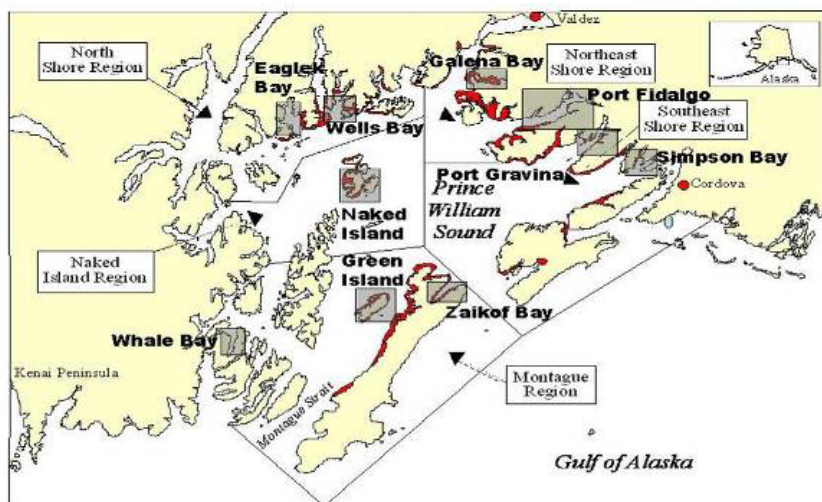 Valdez
North
Shore Region
Eaglek
Bay
Galena Bay
Northeast
Shore Region
Alaska
Wells Bay
Port Fidalgo
Southeast
Shore Region
Simpson Bay
Port Gravina
Prince
William
Sound
Cordova
Naked
Island
Naked
Island Region
Green
Island
Zaikof Bay
Whale Bay
Kenai Peninsula
Montague Strait
Montague
Region
Gulf of Alaska